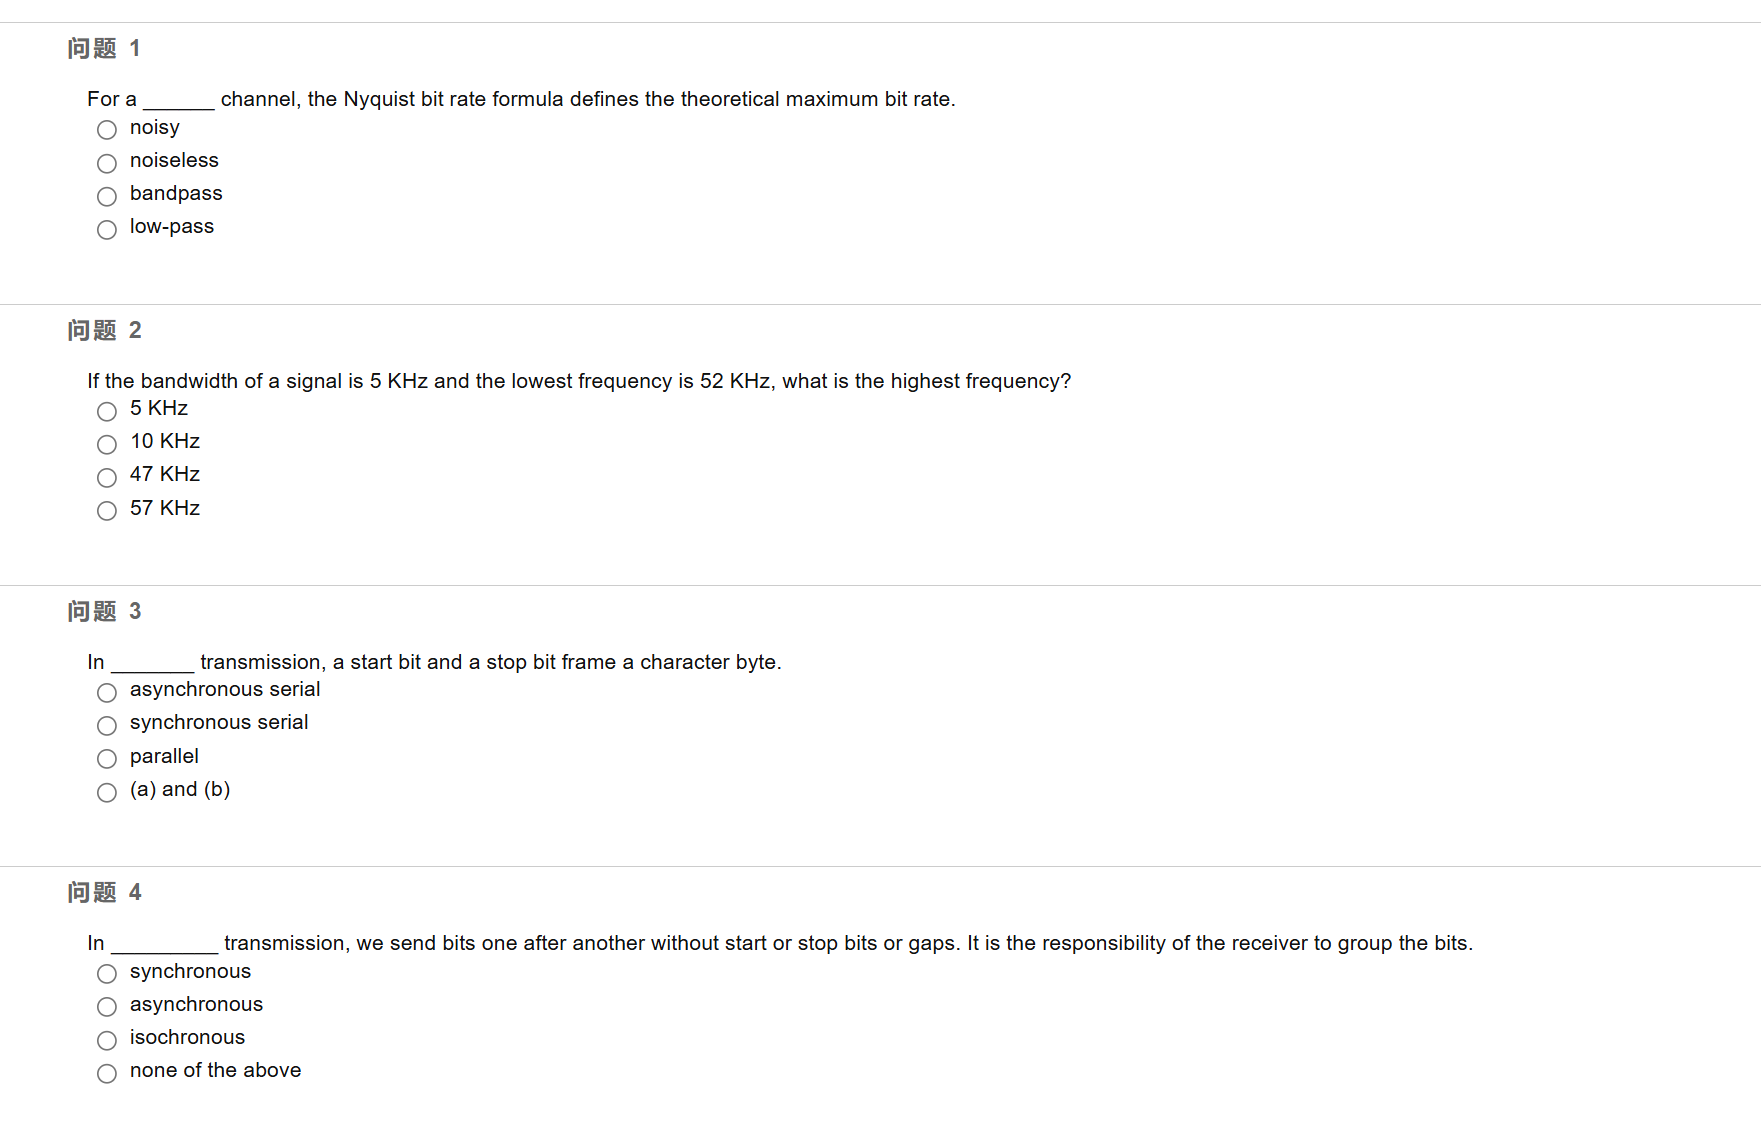 问题 1
For a ______ channel, the Nyquist bit rate formula defines the theoretical maximum bit rate.
noisy
noiseless
bandpass
low-pass
问题 2
If the bandwidth of a signal is 5 KHz and the lowest frequency is 52 KHz, what is the highest frequency?
5 KHz
10 KHz
47 KHz
57 KHz
问题 3
In _______ transmission, a start bit and a stop bit frame a character byte.
asynchronous serial
synchronous serial
parallel
(a) and (b)
问题 4
In _________ transmission, we send bits one after another without start or stop bits or gaps. It is the responsibility of the receiver to group the bits.
synchronous
asynchronous
isochronous
none of the above